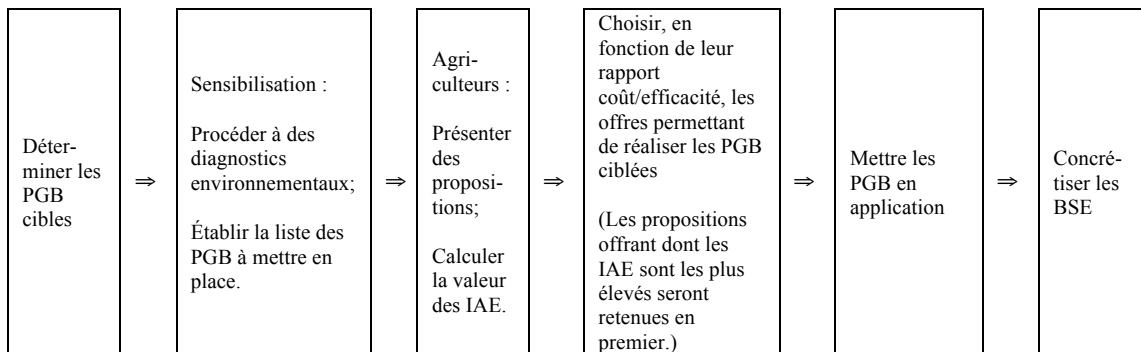 Déter-
miner les
PGB
cibles
⇒
Sensibilisation :
Procéder à des
diagnostics
environnementaux;
Établir la liste des
PGB à mettre en
place.
⇒
Agri-
culteurs :
Présenter
des
proposi-
tions;
Calculer
la valeur
des IAE.
⇒
Choisir, en
fonction de leur
rapport
coût/efficacité, les
offres permettant
de réaliser les PGB
ciblées
(Les propositions
offrant dont les
IAE sont les plus
élevés seront
retenues en
premier.)
⇒
Mettre les
PGB en
application
⇒
Concré-
tiser les
BSE